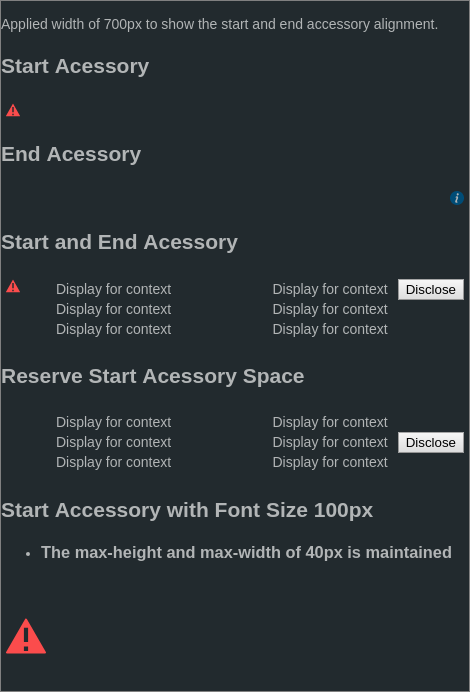 Applied width of 700px to show the start and end accessory alignment.
Start Acessory
End Acessory
i
Start and End Acessory
Display for context Display for context Disclose
Display for context Display for context
Display for context Display for context
Reserve Start Acessory Space
Display for context Display for context
Display for context Display for context Disclose
Display for context Display for context
Start Accessory with Font Size 100px
• The max-height and max-width of 40px is maintained